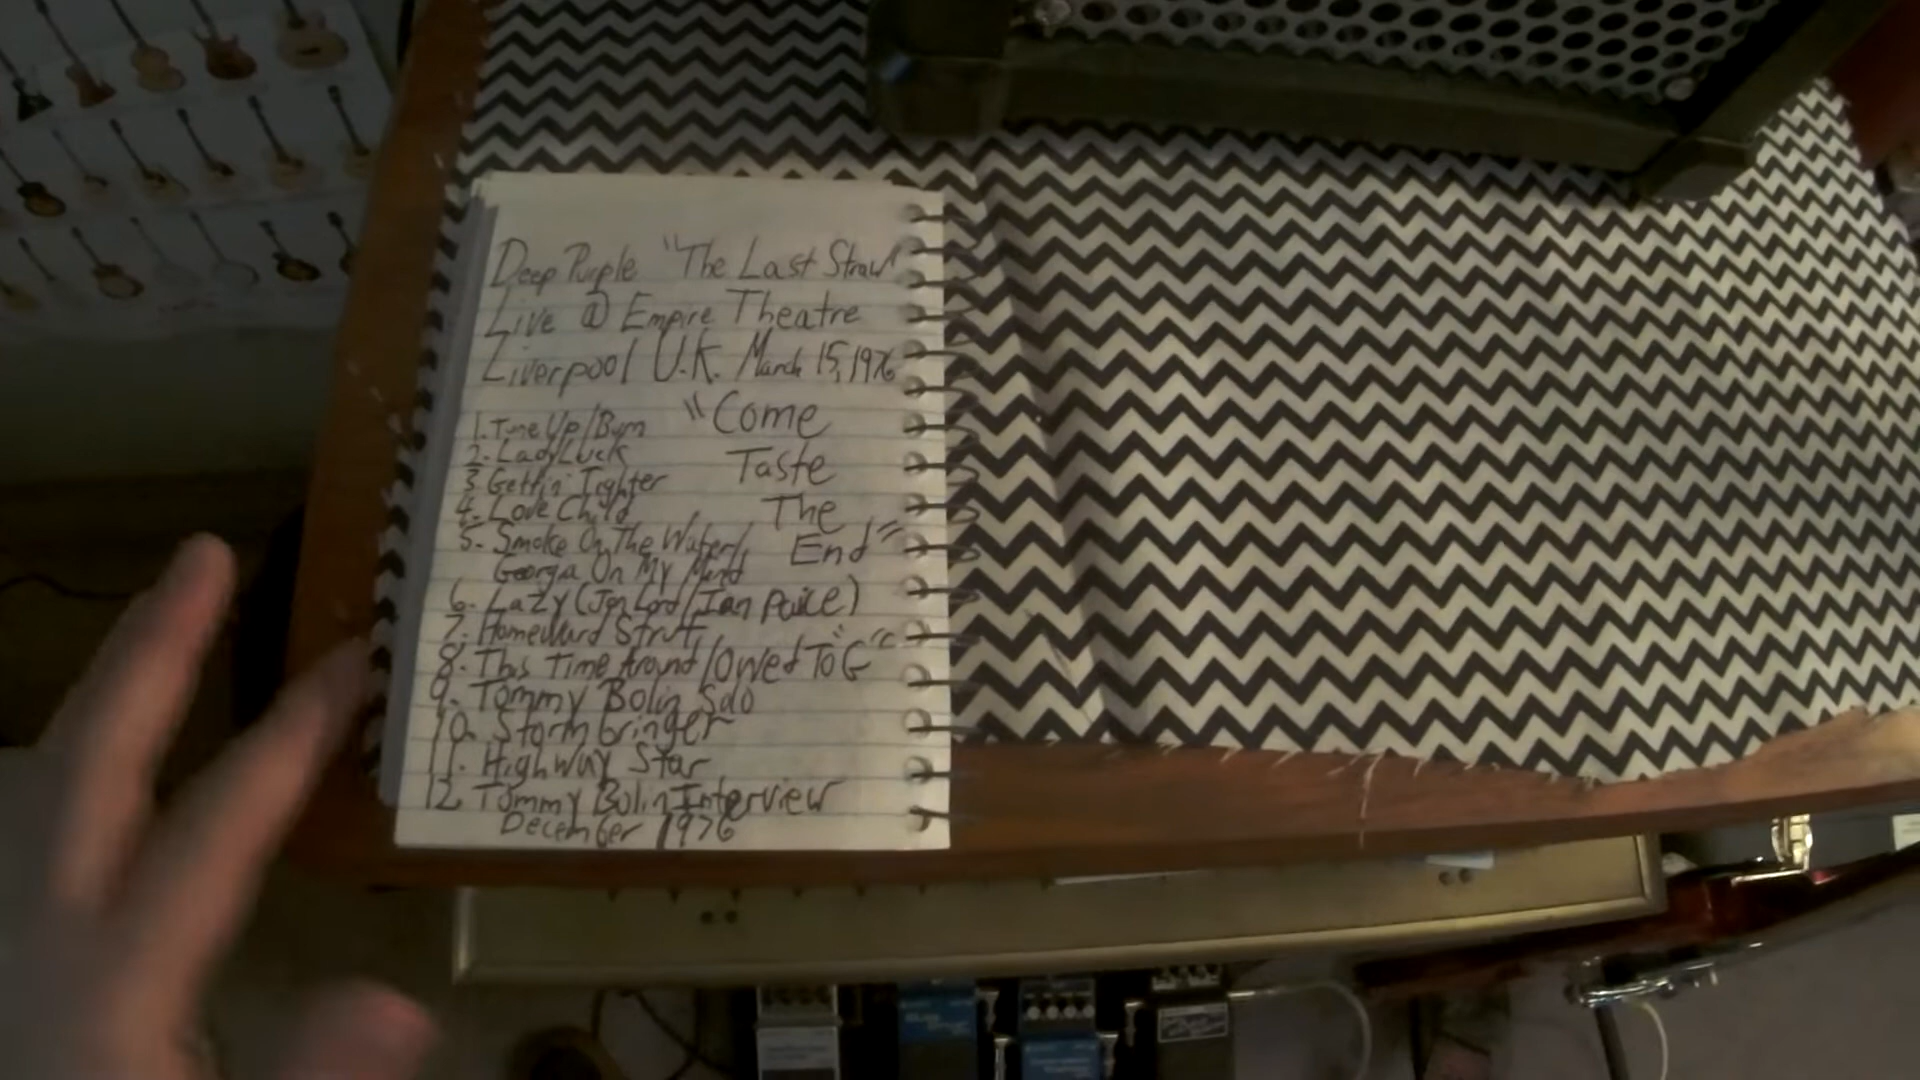 Deep Purple "The Last Straw"
Live @ Empire Theatre
Liverpool U.K. March 15, 1976
"Come
Taste
The
End"
1. Tune Up/Burn
2. Lady Luck
3. Gettin' Tighter
4. Love Child
5. Smoke On The Water/
Georgia On My Mind
6. Lazy (Jon Lord/Ian Paice)
7. Homeward Strut
8. This Time Around/Owed To "G"
9. Tommy Bolin Solo
10. Stormbringer
11. Highway Star
12. Tommy Bolin Interview
December 1976